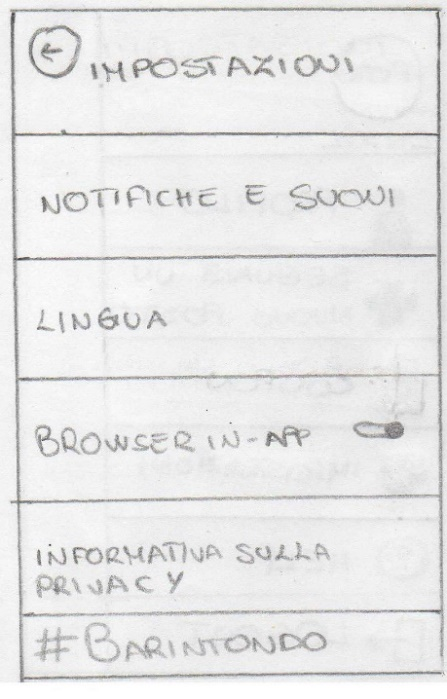 IMPOSTAZIONI
NOTIFICHE E SUONI
LINGUA
BROWSER IN-APP
INFORMATIVA SULLA
PRIVACY
#BARINTONDO